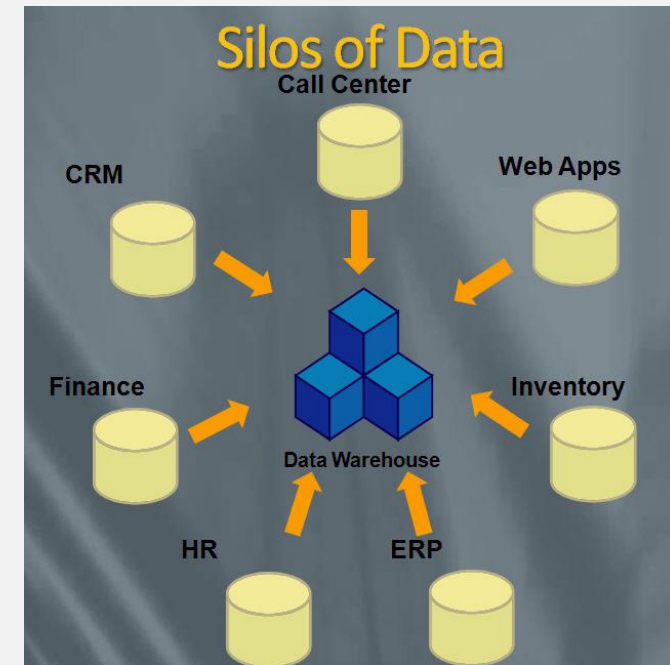 Silos of Data
Call Center
CRM
Web Apps
Finance
Inventory
Data Warehouse
HR
ERP